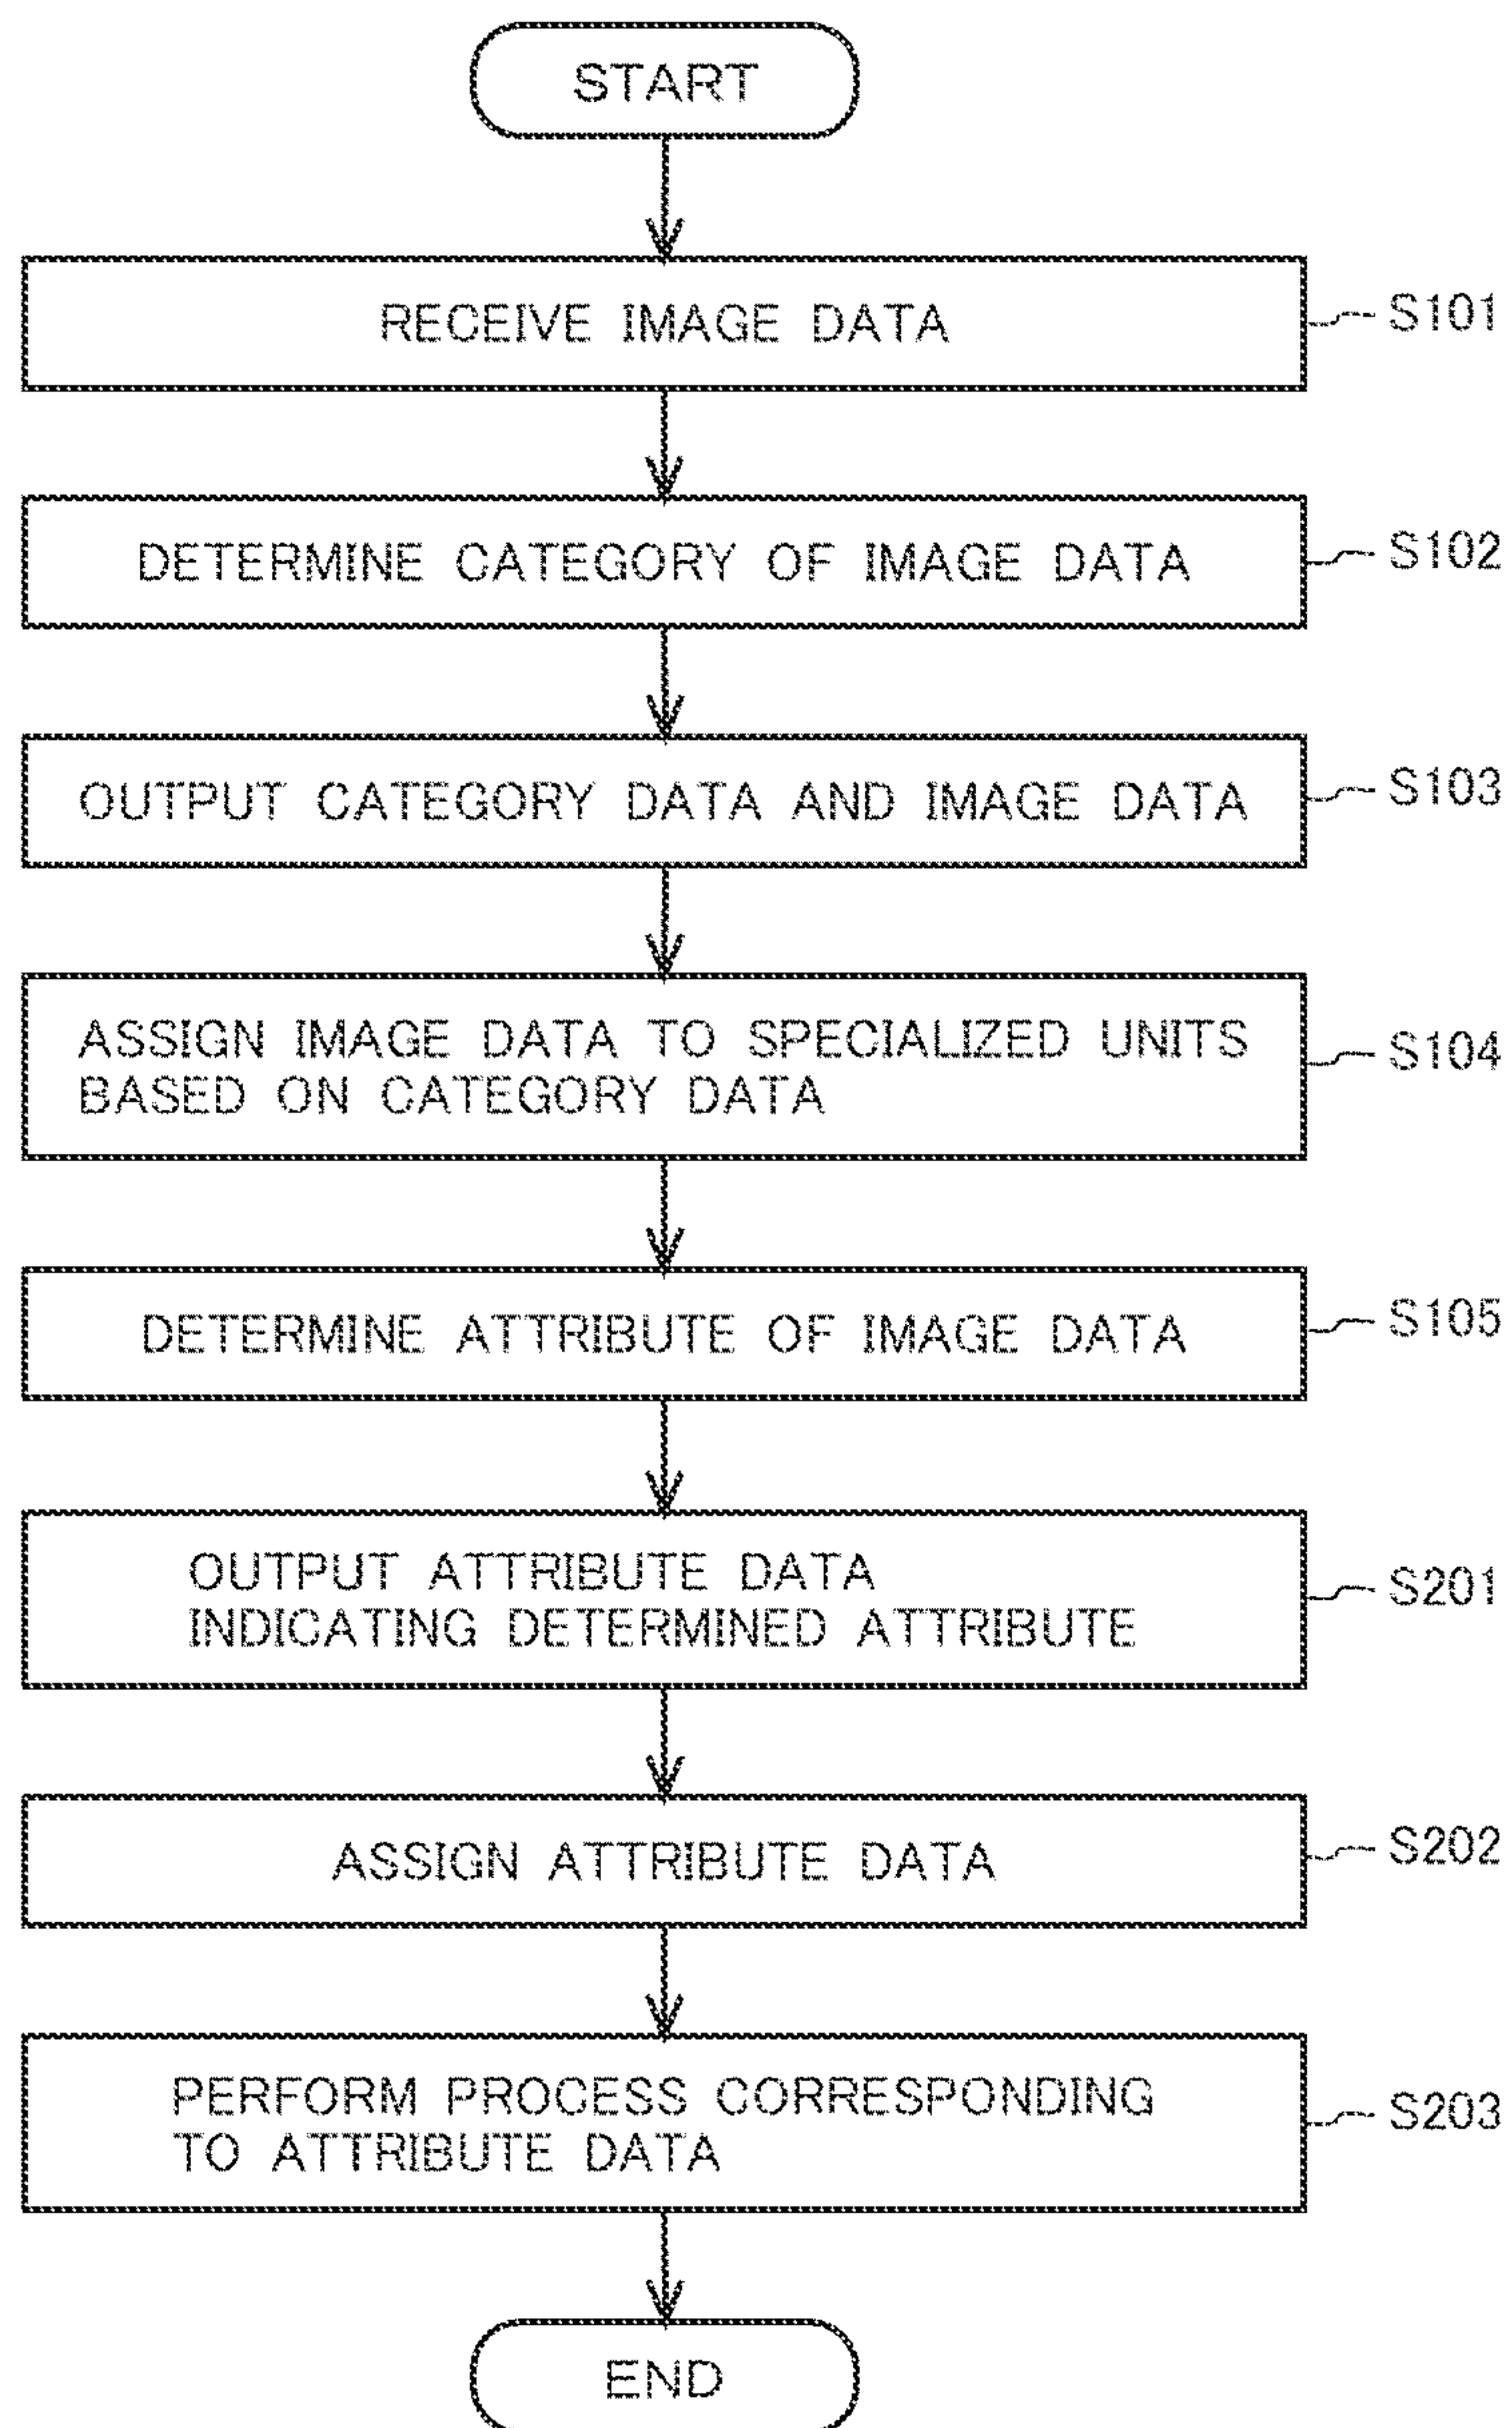 START
RECEIVE IMAGE DATA
S101
DETERMINE CATEGORY OF IMAGE DATA
S102
OUTPUT CATEGORY DATA AND IMAGE DATA
S103
ASSIGN IMAGE DATA TO SPECIALIZED UNITS
BASED ON CATEGORY DATA
S104
DETERMINE ATTRIBUTE OF IMAGE DATA
S105
OUTPUT ATTRIBUTE DATA
INDICATING DETERMINED ATTRIBUTE
S201
ASSIGN ATTRIBUTE DATA
S202
PERFORM PROCESS CORRESPONDING
TO ATTRIBUTE DATA
S203
END